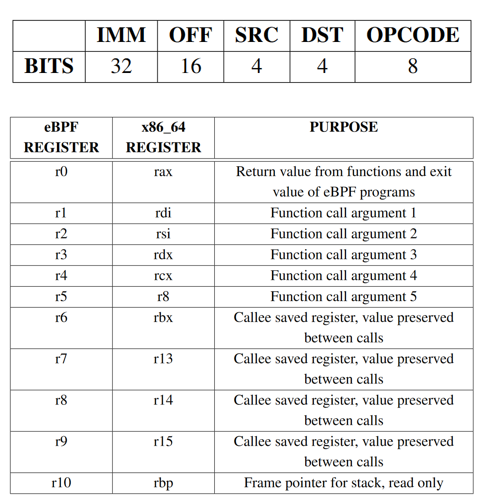 IMM OFF SRC DST OPCODE
BITS 32 16 4 4 8
eBPF x86_64 PURPOSE
REGISTER REGISTER
r0 rax Return value from functions and exit
value of eBPF programs
r1 rdi Function call argument 1
r2 rsi Function call argument 2
r3 rdx Function call argument 3
r4 rcx Function call argument 4
r5 r8 Function call argument 5
r6 rbx Callee saved register, value preserved
between calls
r7 r13 Callee saved register, value preserved
between calls
r8 r14 Callee saved register, value preserved
between calls
r9 r15 Callee saved register, value preserved
between calls
r10 rbp Frame pointer for stack, read only